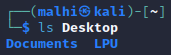 ┌──(malhi㉿kali)-[~]
└─$ ls Desktop
Documents  LPU